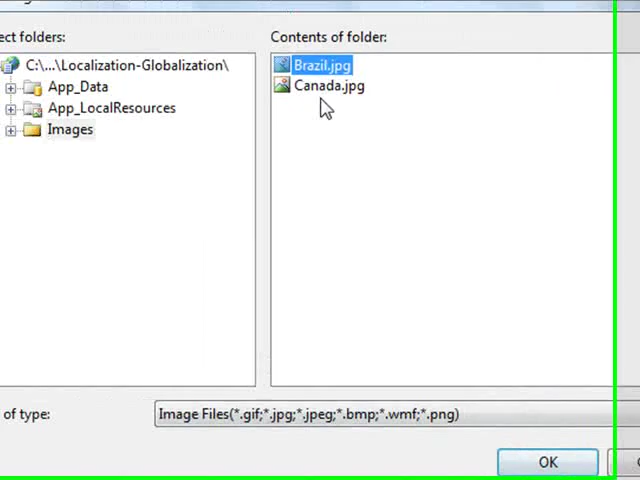 ect folders:
Contents of folder:
C:\...\Localization-Globalization\
App_Data
App_LocalResources
Images
Brazil.jpg
Canada.jpg
of type:
Image Files(*.gif;*.jpg;*.jpeg;*.bmp;*.wmf;*.png)
OK